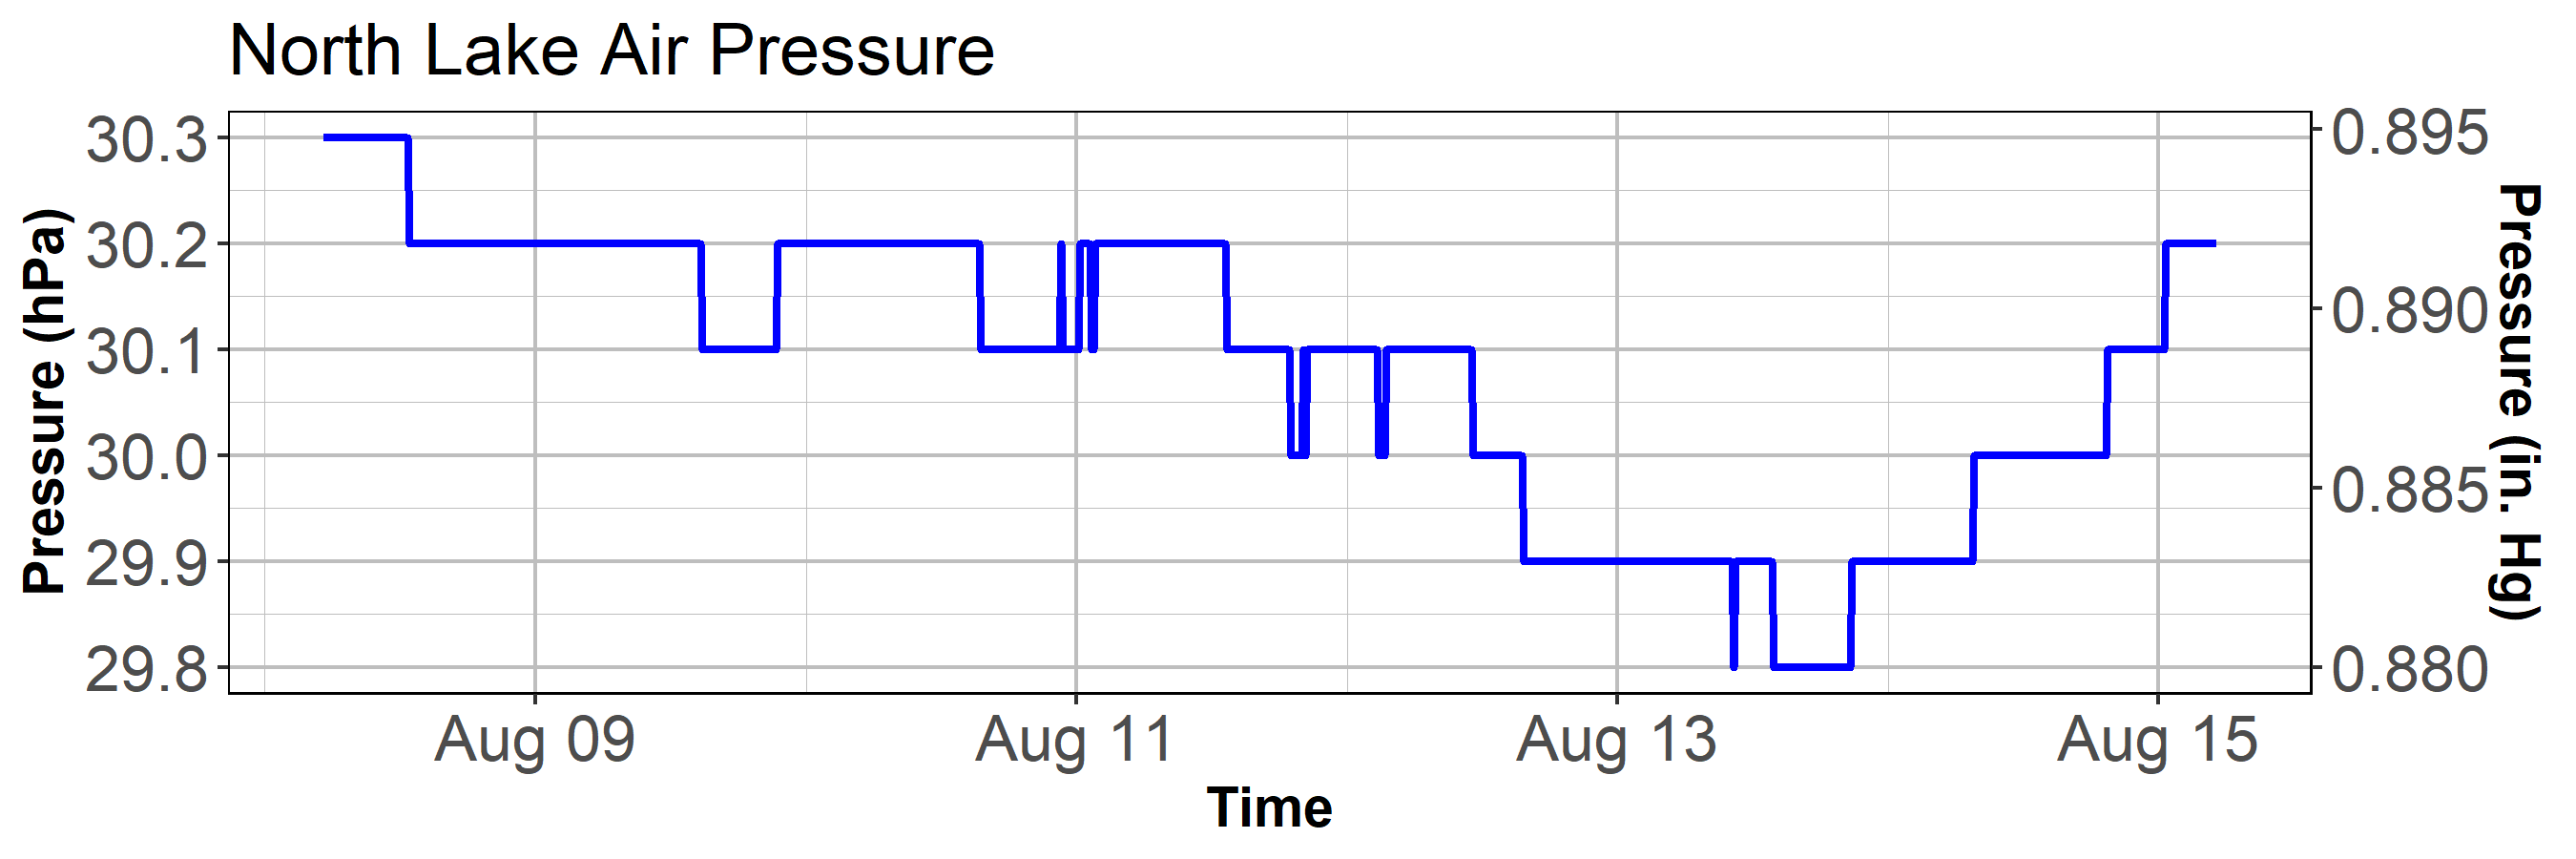 North Lake Air Pressure
Pressure (hPa)
30.3
30.2
30.1
30.0
29.9
29.8
0.895
0.890
0.885
0.880
Pressure (in. Hg)
Aug 09
Aug 11
Aug 13
Aug 15
Time